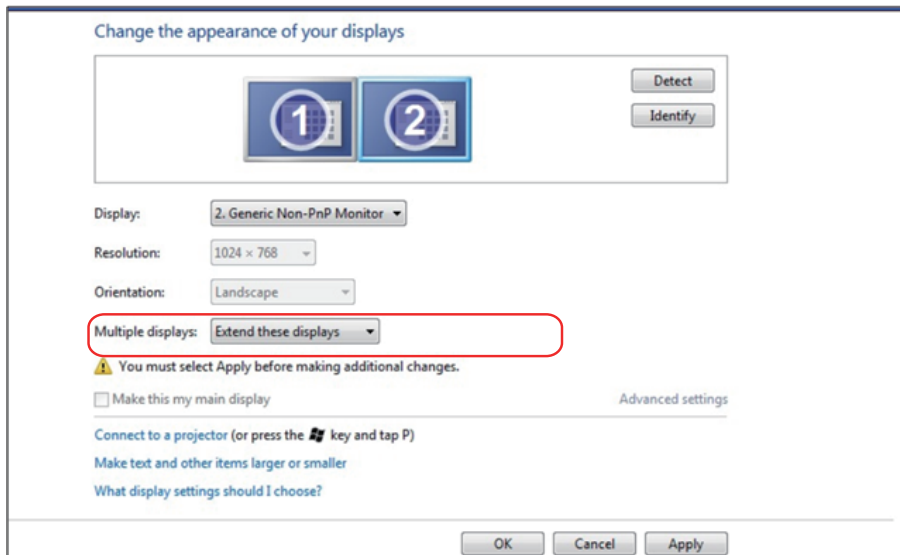 Change the appearance of your displays
1 2
Detect
Identify
Display: 2. Generic Non-PnP Monitor
Resolution: 1024 × 768
Orientation: Landscape
Multiple displays: Extend these displays
You must select Apply before making additional changes.
Make this my main display Advanced settings
Connect to a projector (or press the key and tap P)
Make text and other items larger or smaller
What display settings should I choose?
OK Cancel Apply